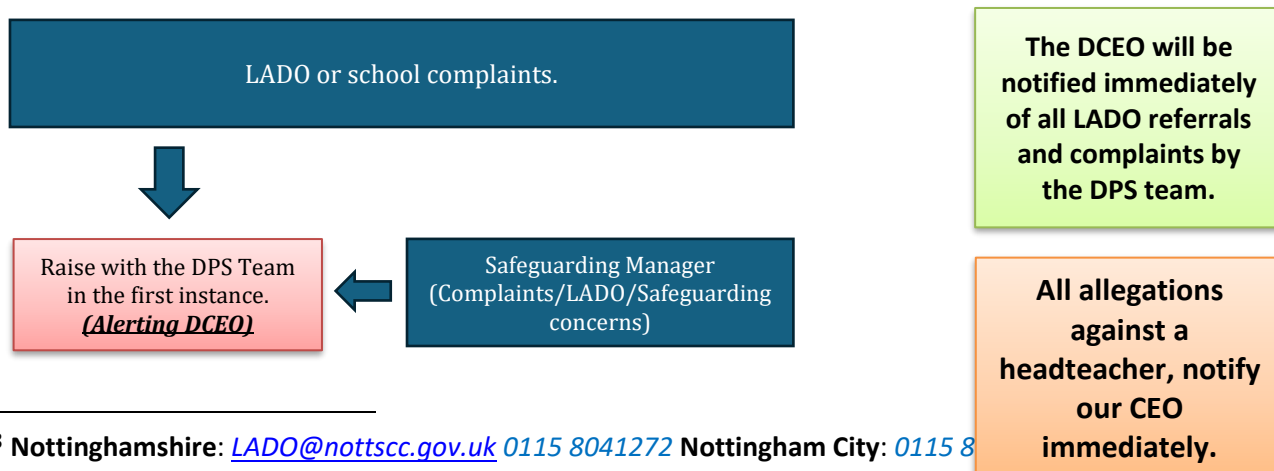 LADO or school complaints.
The DCEO will be
notified immediately
of all LADO referrals
and complaints by
the DPS team.
Raise with the DPS Team
in the first instance.
(Alerting DCEO)
Safeguarding Manager
(Complaints/LADO/Safeguarding
concerns)
All allegations
against a
headteacher, notify
our CEO
immediately.
Nottinghamshire: LADO@nottscc.gov.uk 0115 8041272 Nottingham City: 0115 8